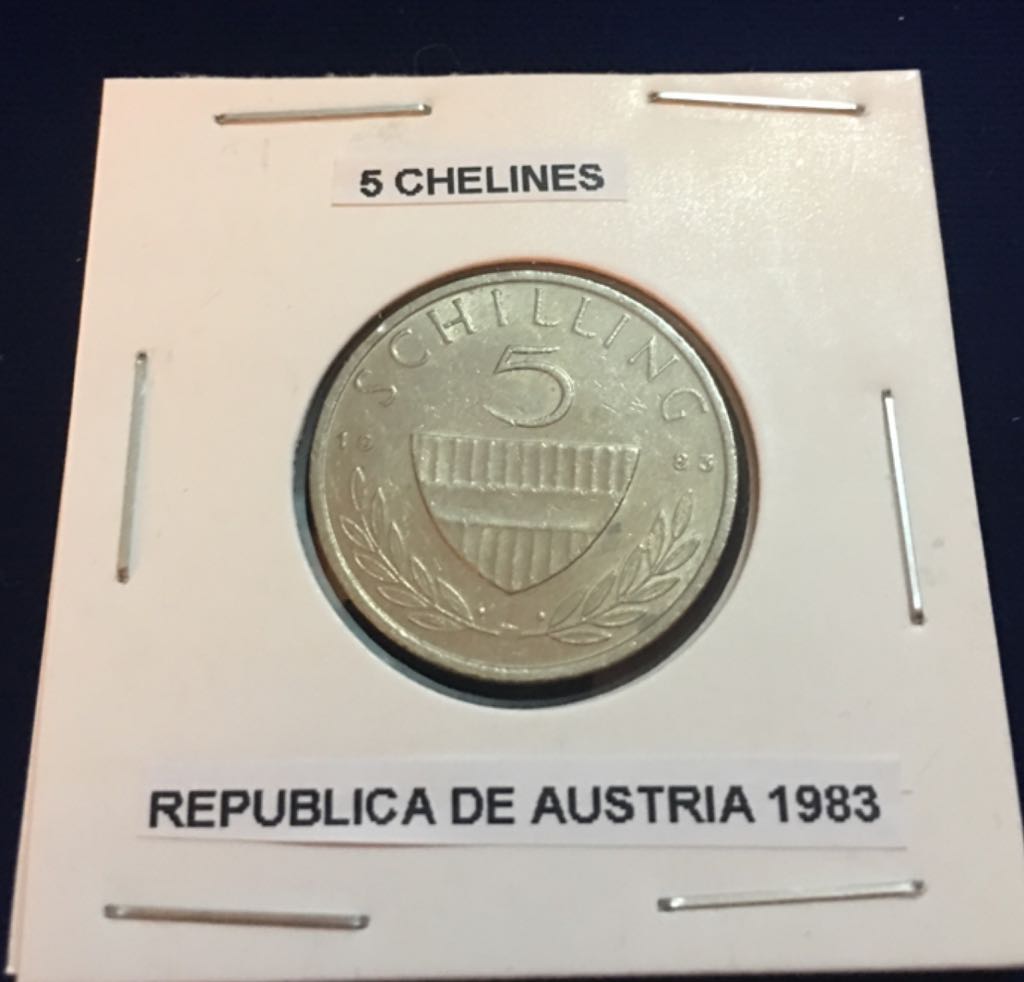 5 CHELINES
SCHILLING
5
19 83
REPUBLICA DE AUSTRIA 1983